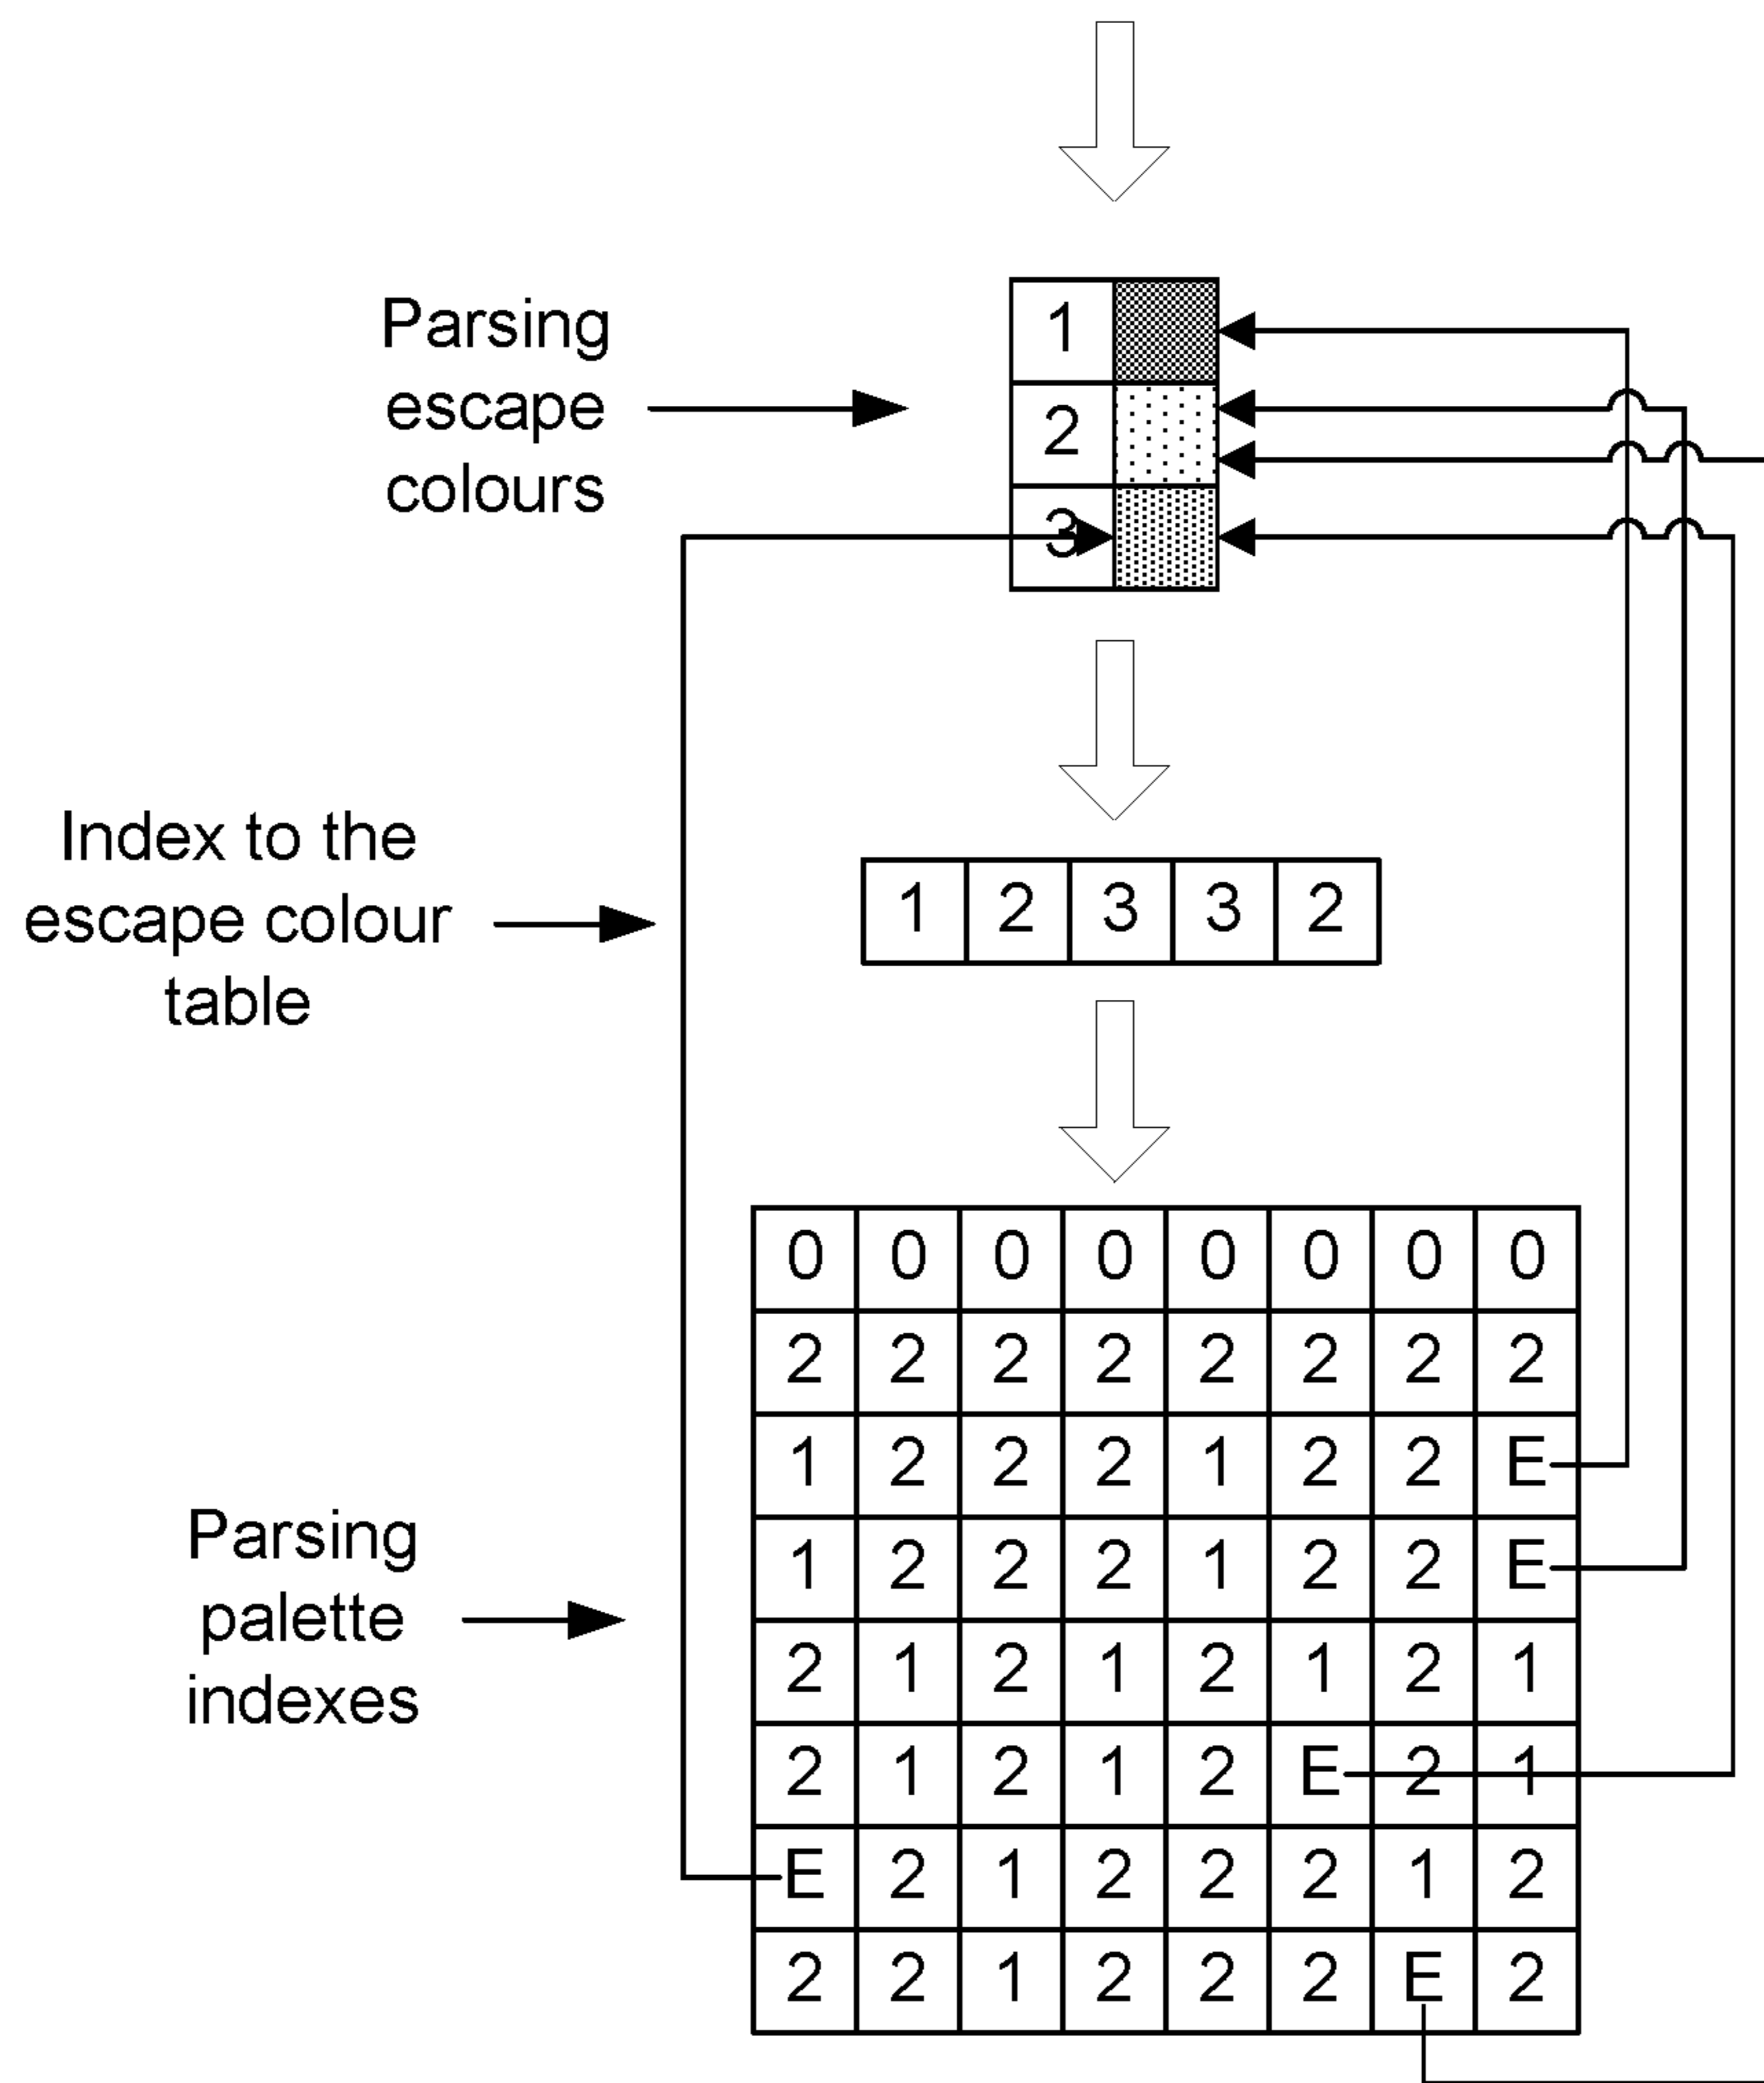 Parsing
escape
colours
1
2
3
Index to the
escape colour
table
1 2 3 3 2
Parsing
palette
indexes
0 0 0 0 0 0 0 0
2 2 2 2 2 2 2 2
1 2 2 2 1 2 2 E
1 2 2 2 1 2 2 E
2 1 2 1 2 1 2 1
2 1 2 1 2 E 2 1
E 2 1 2 2 2 1 2
2 2 1 2 2 2 E 2